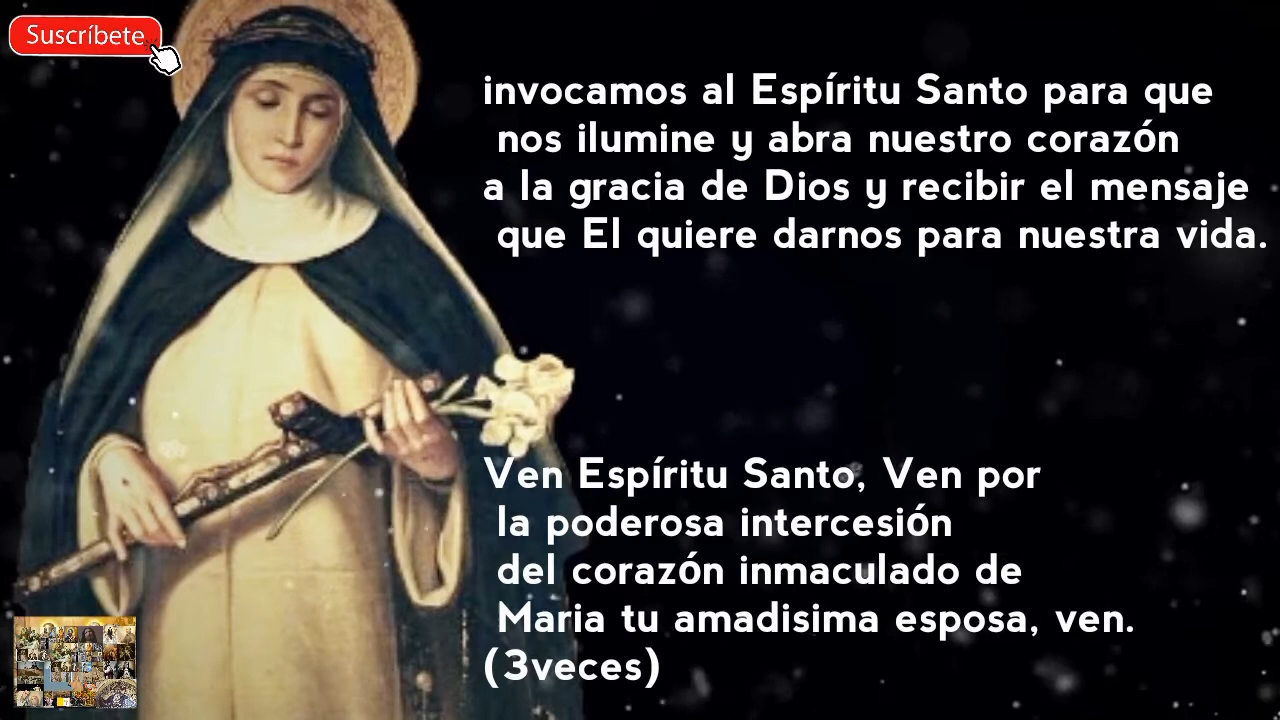 Suscríbete
invocamos al Espíritu Santo para que
nos ilumine y abra nuestro corazón
a la gracia de Dios y recibir el mensaje
que El quiere darnos para nuestra vida.
Ven Espíritu Santo, Ven por
la poderosa intercesión
del corazón inmaculado de
Maria tu amadisima esposa, ven.
(3veces)